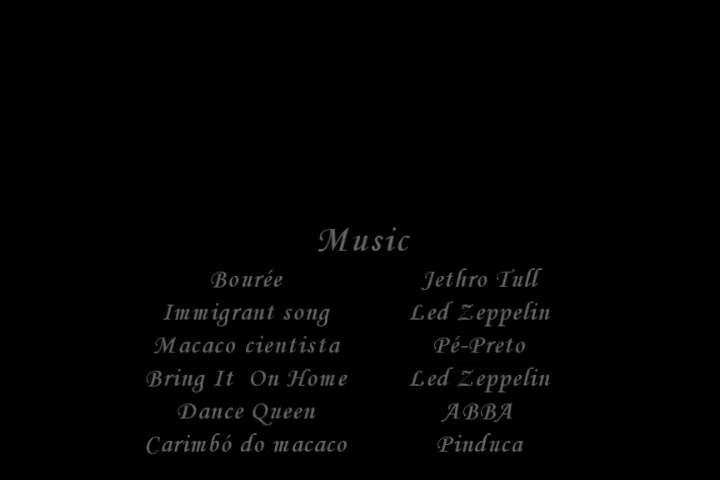 Music
Bourée Jethro Tull
Immigrant song Led Zeppelin
Macaco cientista Pé-Preto
Bring It On Home Led Zeppelin
Dance Queen ABBA
Carimbó do macaco Pinduca